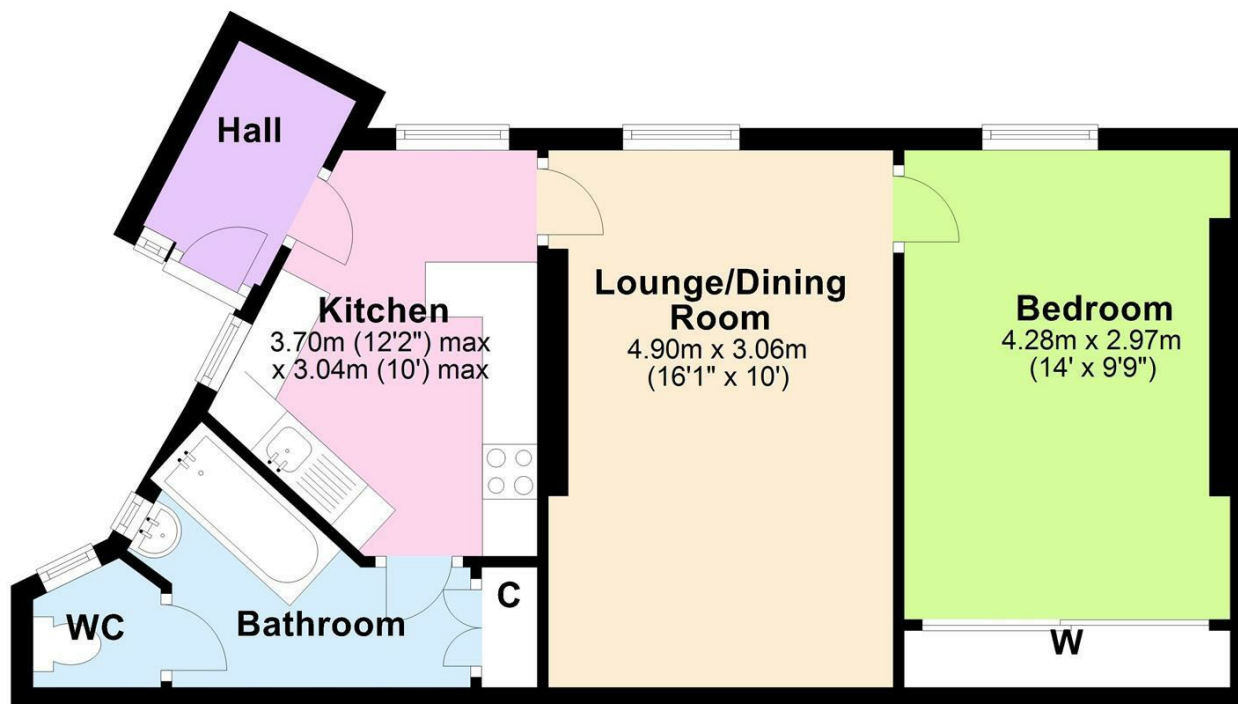 Hall
Kitchen
3.70m (12'2") max
x 3.04m (10') max
Lounge/Dining
Room
4.90m x 3.06m
(16'1" x 10')
Bedroom
4.28m x 2.97m
(14' x 9'9")
WC
Bathroom
C
W